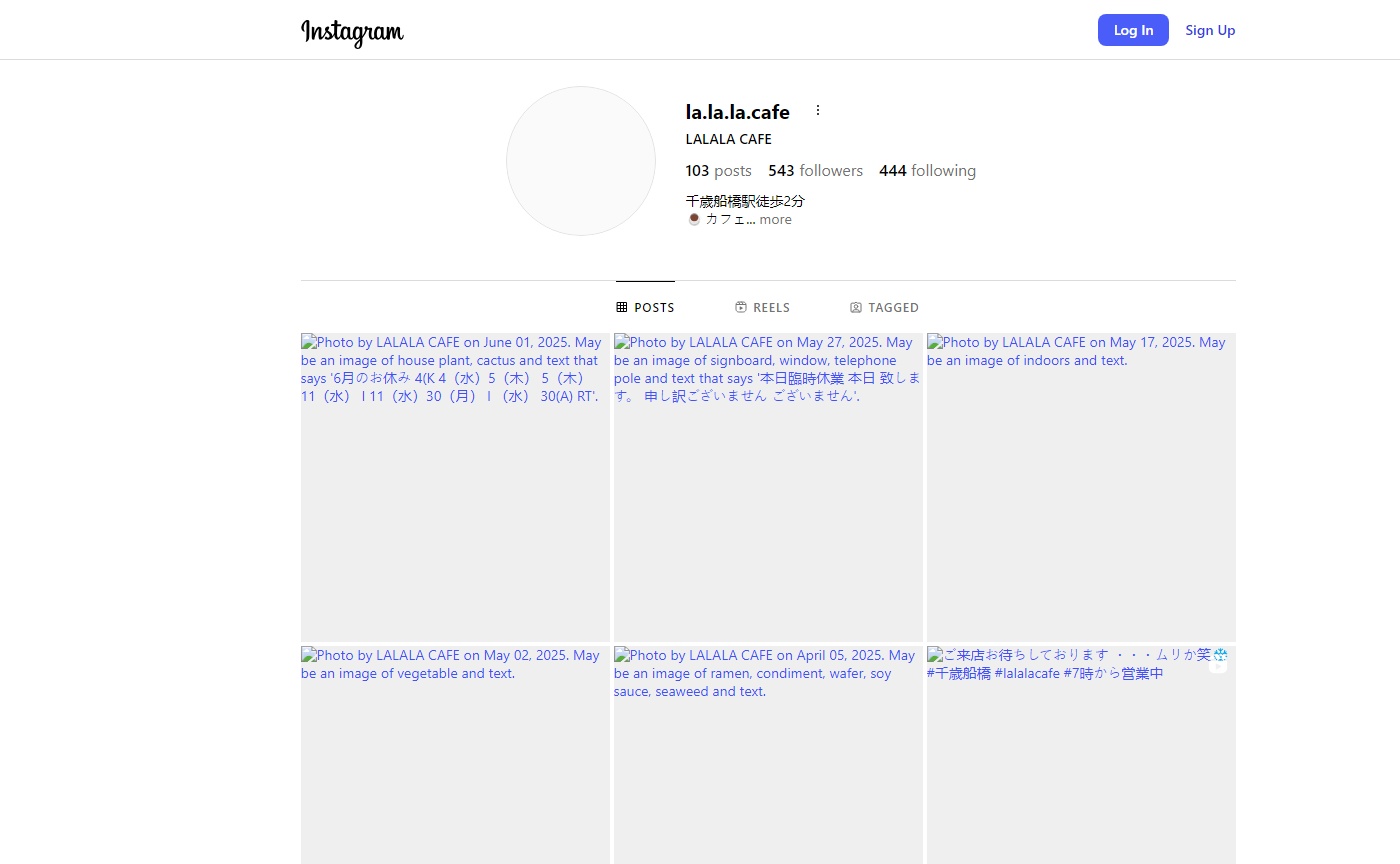 Instagram
Log In
Sign Up
la.la.la.cafe
LALALA CAFE
103 posts 543 followers 444 following
千歳船橋駅徒歩2分
☕ カフェ... more
POSTS
REELS
TAGGED
Photo by LALALA CAFE on June 01, 2025. May
be an image of house plant, cactus and text that
says '6月のお休み 4(K 4（水）5（木） 5（木）
11（水） I 11（水）30（月） I （水） 30(A) RT'.
Photo by LALALA CAFE on May 27, 2025. May
be an image of signboard, window, telephone
pole and text that says '本日臨時休業 本日 致しま
す。 申し訳ございません ございません'.
Photo by LALALA CAFE on May 17, 2025. May
be an image of indoors and text.
Photo by LALALA CAFE on May 02, 2025. May
be an image of vegetable and text.
Photo by LALALA CAFE on April 05, 2025. May
be an image of ramen, condiment, wafer, soy
sauce, seaweed and text.
ご来店お待ちしております ・・・ムリか笑❄️
#千歳船橋 #lalalacafe #7時から営業中